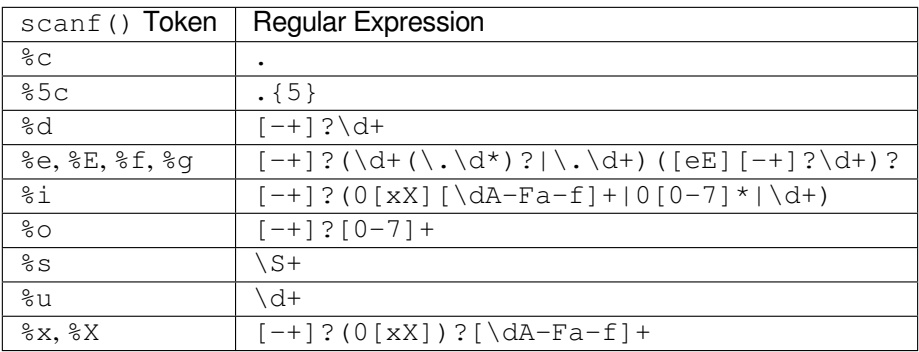 scanf() Token Regular Expression
%c .
%5c .{5}
%d [-+]?\d+
%e, %E, %f, %g [-+]?(\d+(\.\d*)?|\.\d+)([eE][-+]?\d+)?
%i [-+]?(0[xX][\dA-Fa-f]+|0[0-7]*|\d+)
%o [-+]?[0-7]+
%s \S+
%u \d+
%x, %X [-+]?(0[xX])?[\dA-Fa-f]+